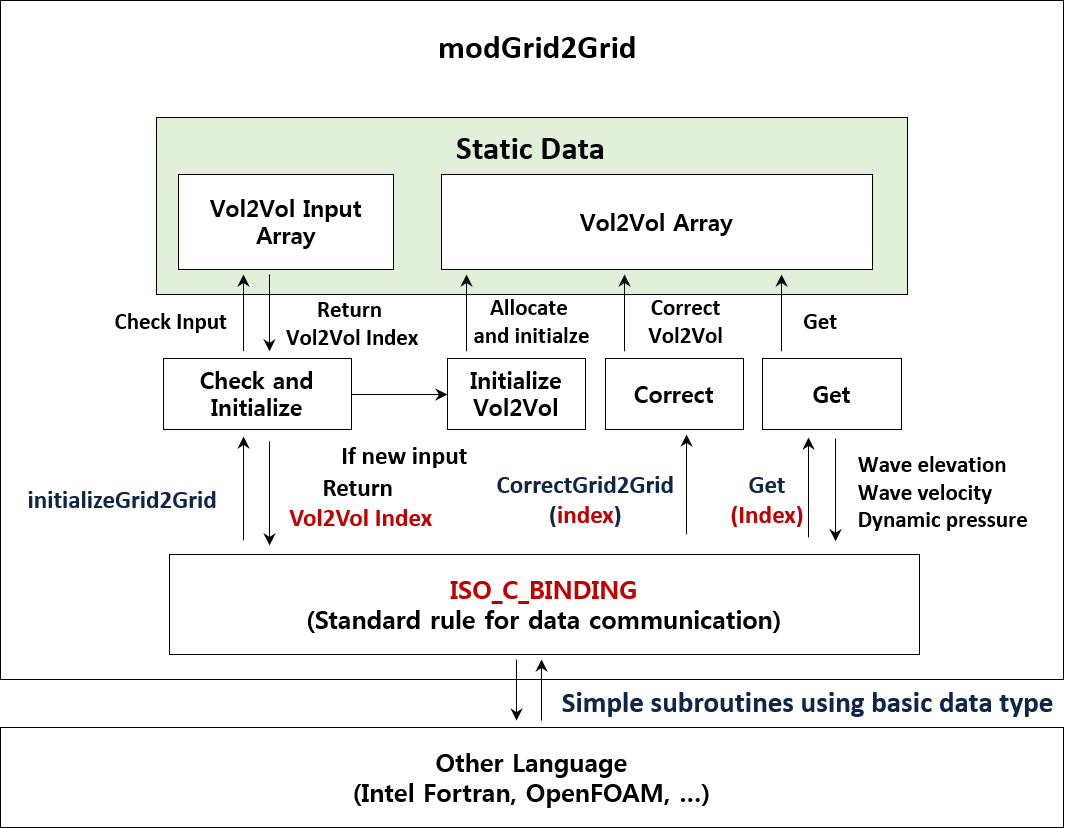 modGrid2Grid
Static Data
Vol2Vol Input
Array
Vol2Vol Array
Check Input
Return
Vol2Vol Index
Allocate
and initialze
Correct
Vol2Vol
Get
Check and
Initialize
Initialize
Vol2Vol
Correct
Get
initializeGrid2Grid
If new input
Return
Vol2Vol Index
CorrectGrid2Grid
(index)
Get
(Index)
Wave elevation
Wave velocity
Dynamic pressure
ISO_C_BINDING
(Standard rule for data communication)
Simple subroutines using basic data type
Other Language
(Intel Fortran, OpenFOAM, ...)